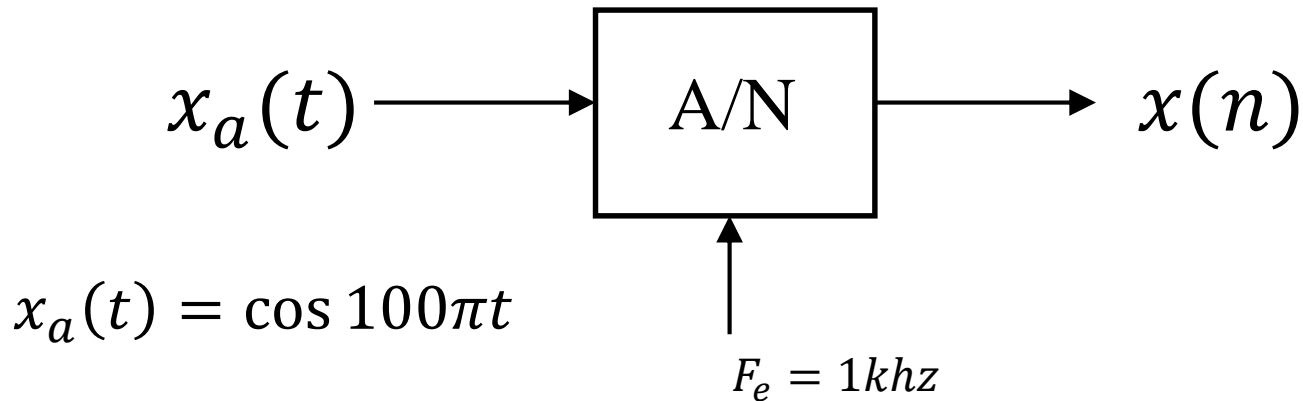 x_a(t) A/N x(n)
x_a(t) = cos 100πt
F_e = 1khz